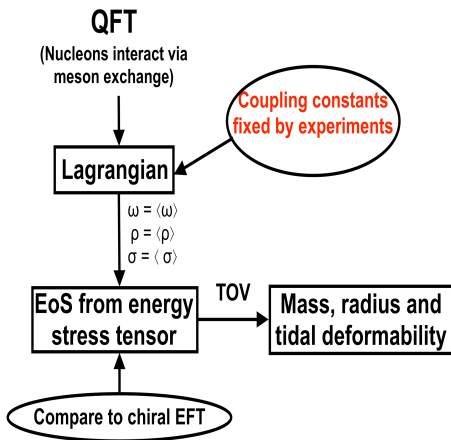 QFT
(Nucleons interact via
meson exchange)
Coupling constants
fixed by experiments
Lagrangian
ω = ⟨ω⟩
ρ = ⟨ρ⟩
σ = ⟨ σ⟩
EoS from energy
stress tensor
TOV
Mass, radius and
tidal deformability
Compare to chiral EFT